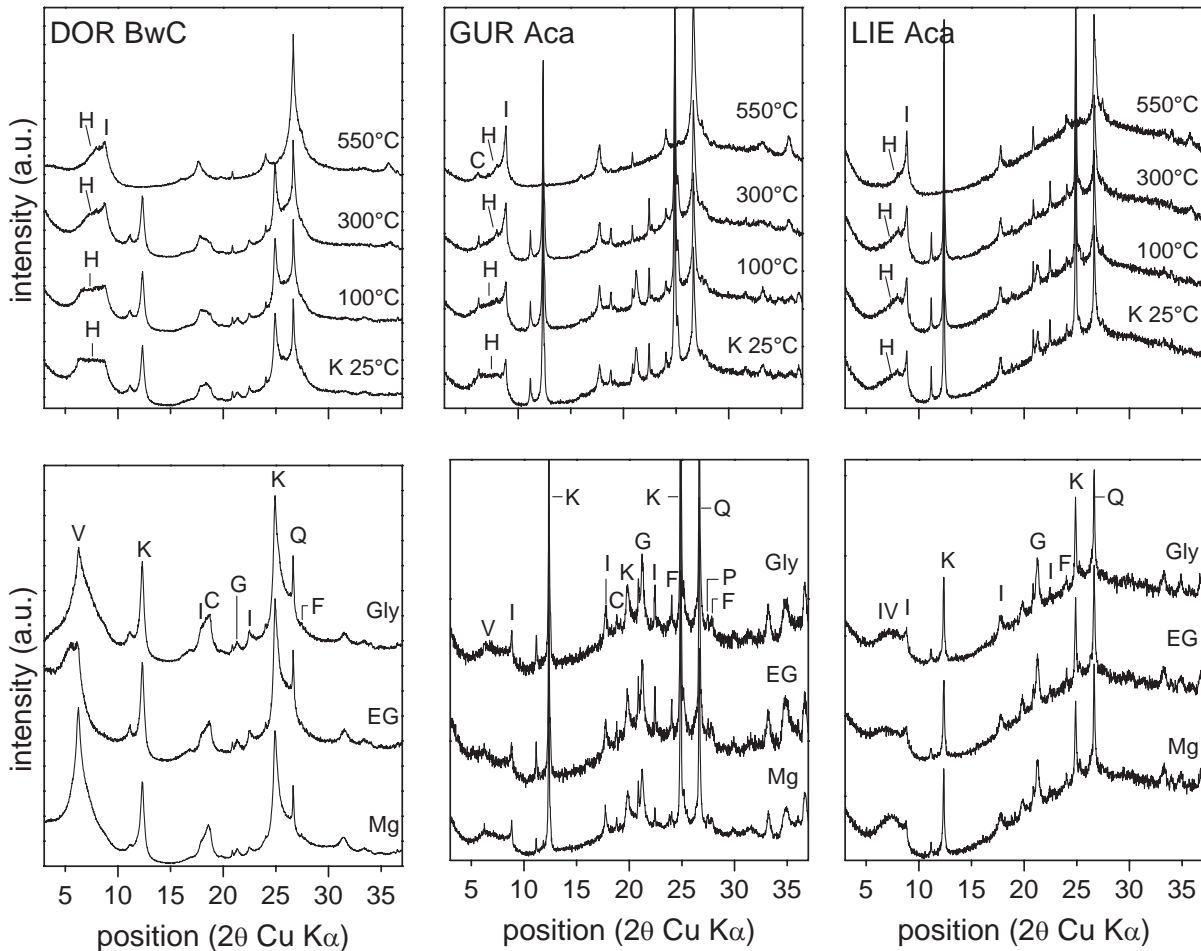 DOR BwC
GUR Aca
LIE Aca
intensity (a.u.)
H I
550°C
H
300°C
H
100°C
H
K 25°C
C H I
550°C
H
300°C
H
100°C
H
K 25°C
H I
550°C
H
300°C
H
100°C
H
K 25°C
intensity (a.u.)
V K I C G I K Q F
Gly
EG
Mg
5 10 15 20 25 30 35
position (2θ Cu Kα)
V I K I C K G I F K Q P F
Gly
EG
Mg
5 10 15 20 25 30 35
position (2θ Cu Kα)
IV I K I G I F K Q
Gly
EG
Mg
5 10 15 20 25 30 35
position (2θ Cu Kα)